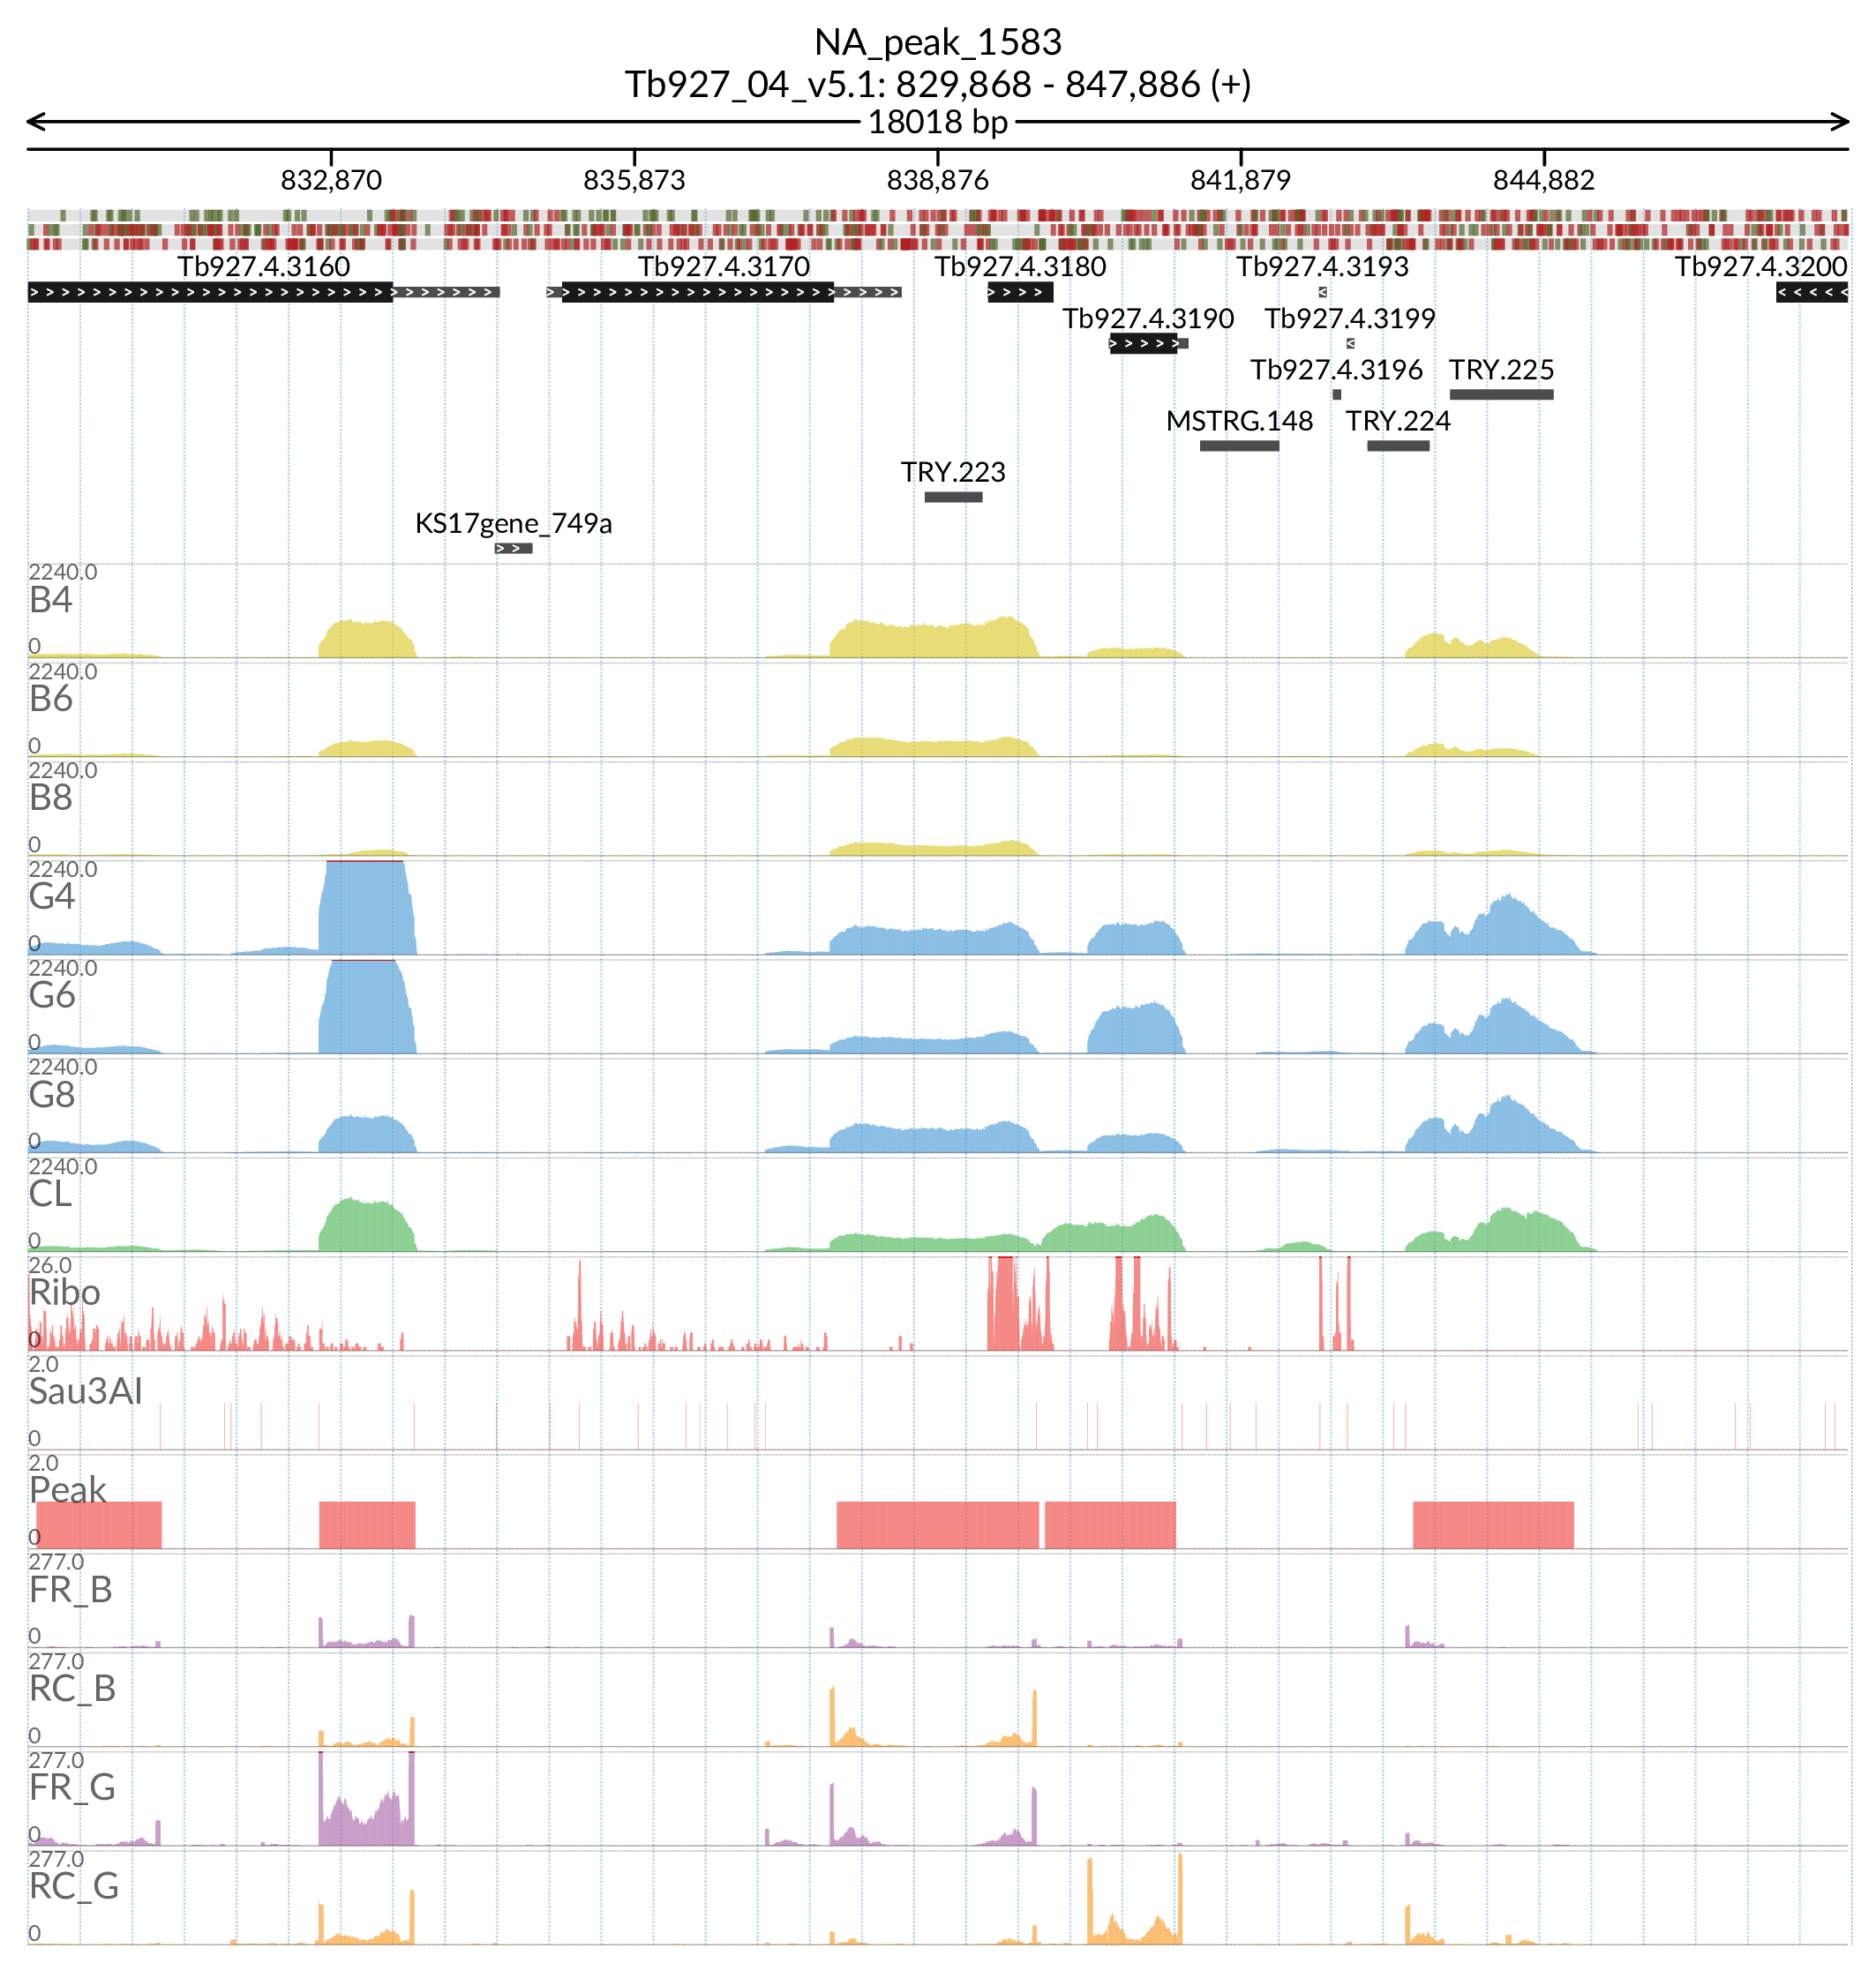 NA_peak_1583
Tb927_04_v5.1: 829,868 - 847,886 (+)
18018 bp
832,870 835,873 838,876 841,879 844,882
Tb927.4.3160 Tb927.4.3170 Tb927.4.3180 Tb927.4.3193 Tb927.4.3200
Tb927.4.3190 Tb927.4.3199
Tb927.4.3196 TRY.225
MSTRG.148 TRY.224
TRY.223
KS17gene_749a
2240.0
B4
0
2240.0
B6
0
2240.0
B8
0
2240.0
G4
0
2240.0
G6
0
2240.0
G8
0
2240.0
CL
0
26.0
Ribo
0
2.0
Sau3AI
0
2.0
Peak
0
277.0
FR_B
0
277.0
RC_B
0
277.0
FR_G
0
277.0
RC_G
0